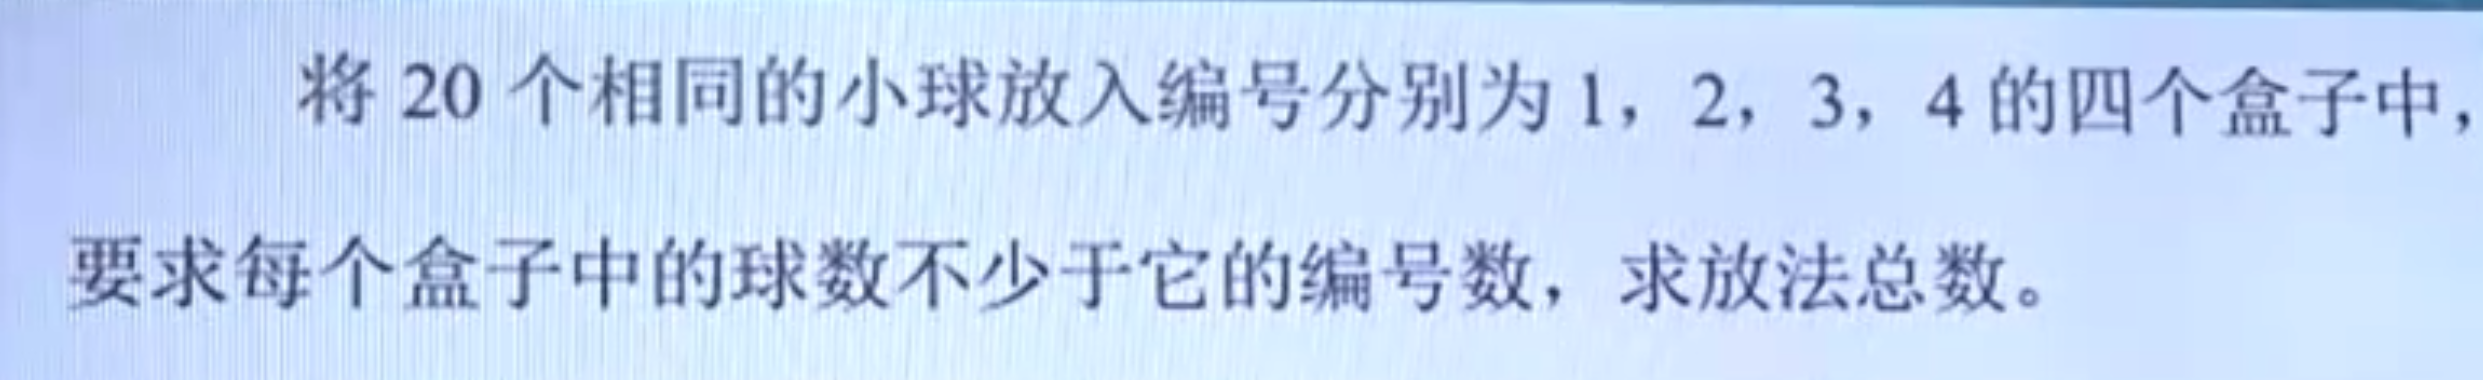 将 20 个相同的小球放入编号分别为 1，2，3，4 的四个盒子中，
要求每个盒子中的球数不少于它的编号数，求放法总数。